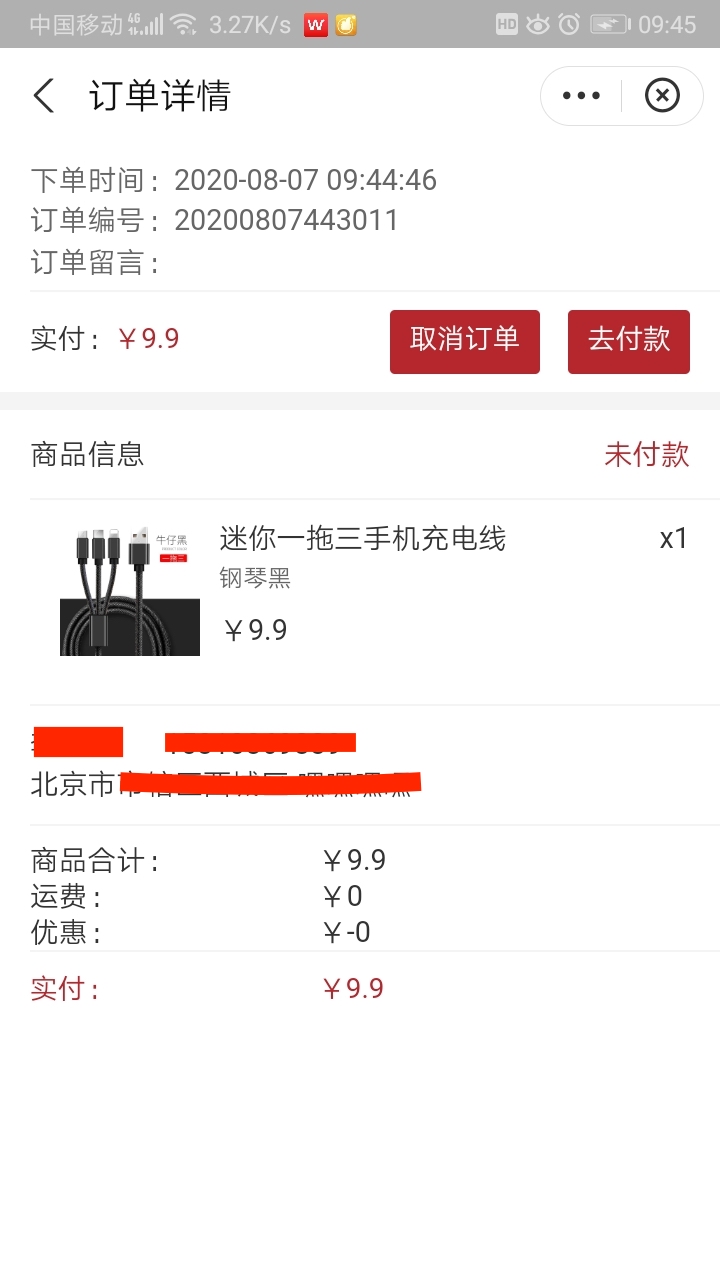 中国移动 4G 3.27K/s W HD 09:45
订单详情
下单时间： 2020-08-07 09:44:46
订单编号： 20200807443011
订单留言：
实付： ￥9.9 取消订单 去付款
商品信息 未付款
牛仔黑
一拖三
迷你一拖三手机充电线 x1
钢琴黑
￥9.9
北京市
商品合计： ￥9.9
运费： ￥0
优惠： ￥-0
实付： ￥9.9